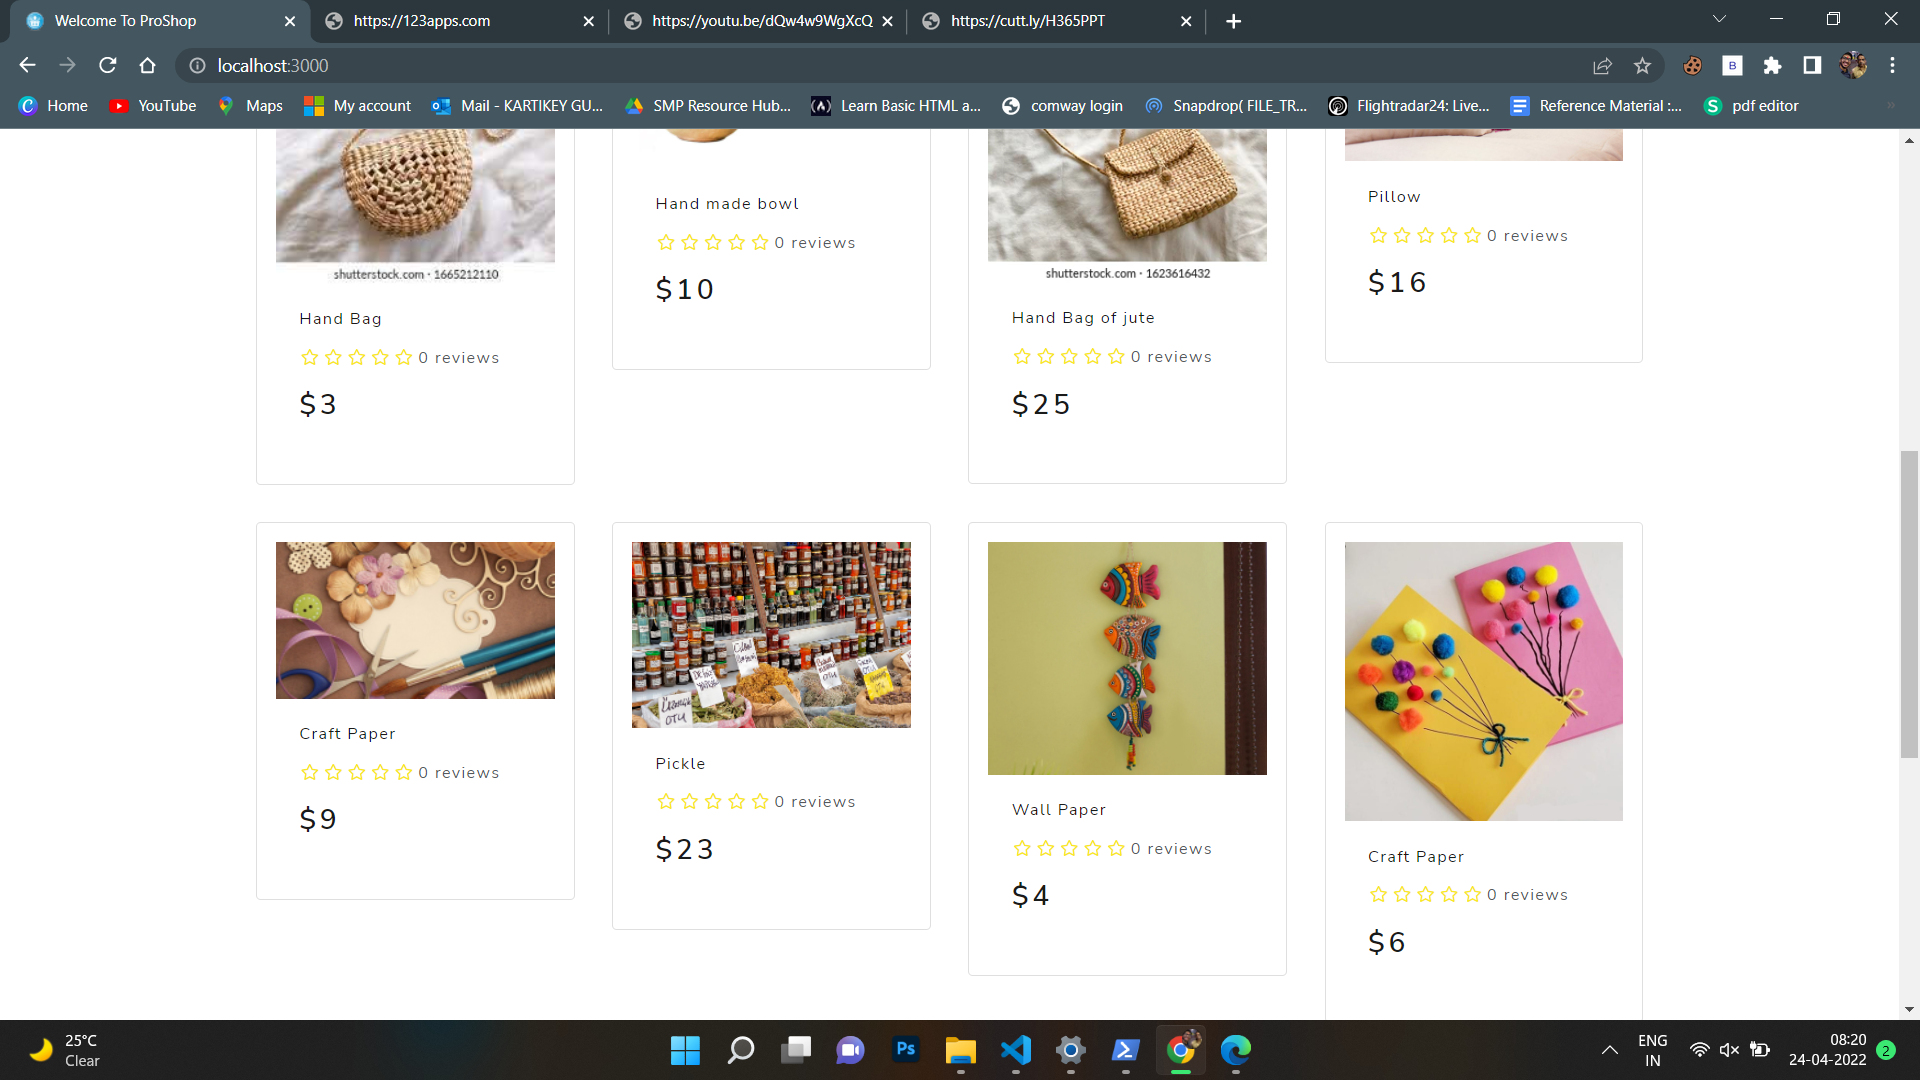 Welcome To ProShop
https://123apps.com
https://youtu.be/dQw4w9WgXcQ
https://cutt.ly/H365PPT
localhost:3000
Home
YouTube
Maps
My account
Mail - KARTIKEY GU...
SMP Resource Hub...
Learn Basic HTML a...
comway login
Snapdrop( FILE_TR...
Flightradar24: Live...
Reference Material :...
pdf editor
shutterstock.com · 1665212110
Hand Bag
0 reviews
$3
Hand made bowl
0 reviews
$10
shutterstock.com · 1623616432
Hand Bag of jute
0 reviews
$25
Pillow
0 reviews
$16
Craft Paper
0 reviews
$9
Pickle
0 reviews
$23
Wall Paper
0 reviews
$4
Craft Paper
0 reviews
$6
25°C
Clear
Ps
ENG
IN
08:20
24-04-2022
2